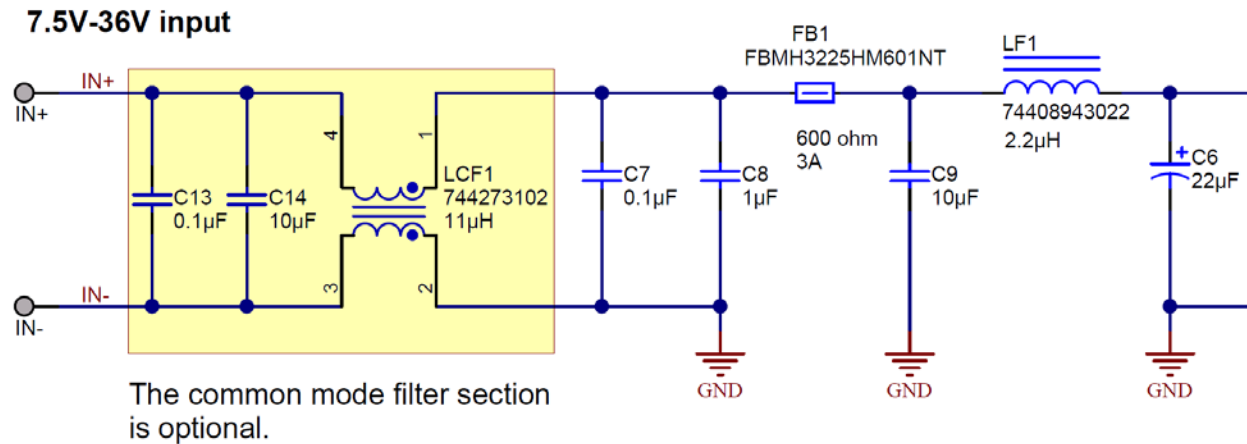 7.5V-36V input
FB1
FBMH3225HM601NT
LF1
IN+
IN+
4
1
74408943022
2.2µH
600 ohm
3A
C13
0.1µF
C14
10µF
LCF1
744273102
11µH
C7
0.1µF
C8
1µF
C9
10µF
+
C6
22µF
3
2
IN-
IN-
GND
GND
GND
The common mode filter section
is optional.